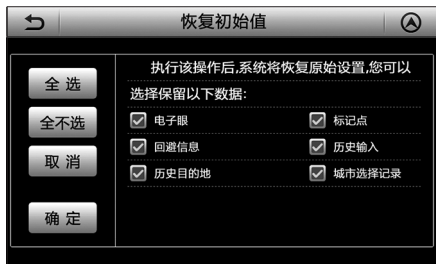 恢复初始值
全选
全不选
取消
确定
执行该操作后,系统将恢复原始设置,您可以
选择保留以下数据:
电子眼
标记点
回避信息
历史输入
历史目的地
城市选择记录